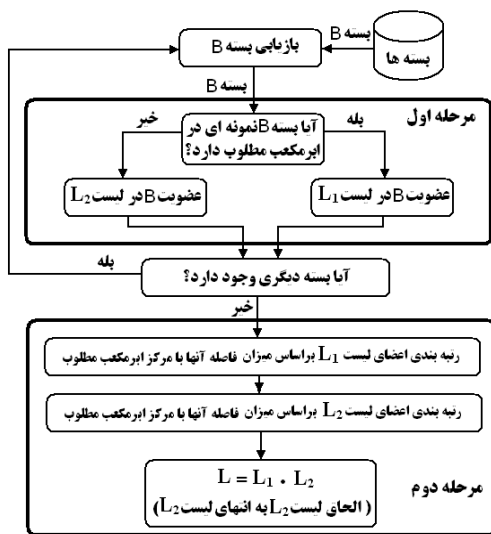 بسته ها
بسته B
بازیابی بسته B
بسته B
مرحله اول
آیا بسته B نمونه ای در
ابرمکعب مطلوب دارد؟
بله
خیر
عضویت B در لیست L1
عضویت B در لیست L2
آیا بسته دیگری وجود دارد؟
بله
خیر
رتبه بندی اعضای لیست L1 براساس میزان فاصله آنها با مرکز ابرمکعب مطلوب
رتبه بندی اعضای لیست L2 براساس میزان فاصله آنها با مرکز ابرمکعب مطلوب
L = L1 . L2
( الحاق لیست L2 به انتهای لیست L2)
مرحله دوم